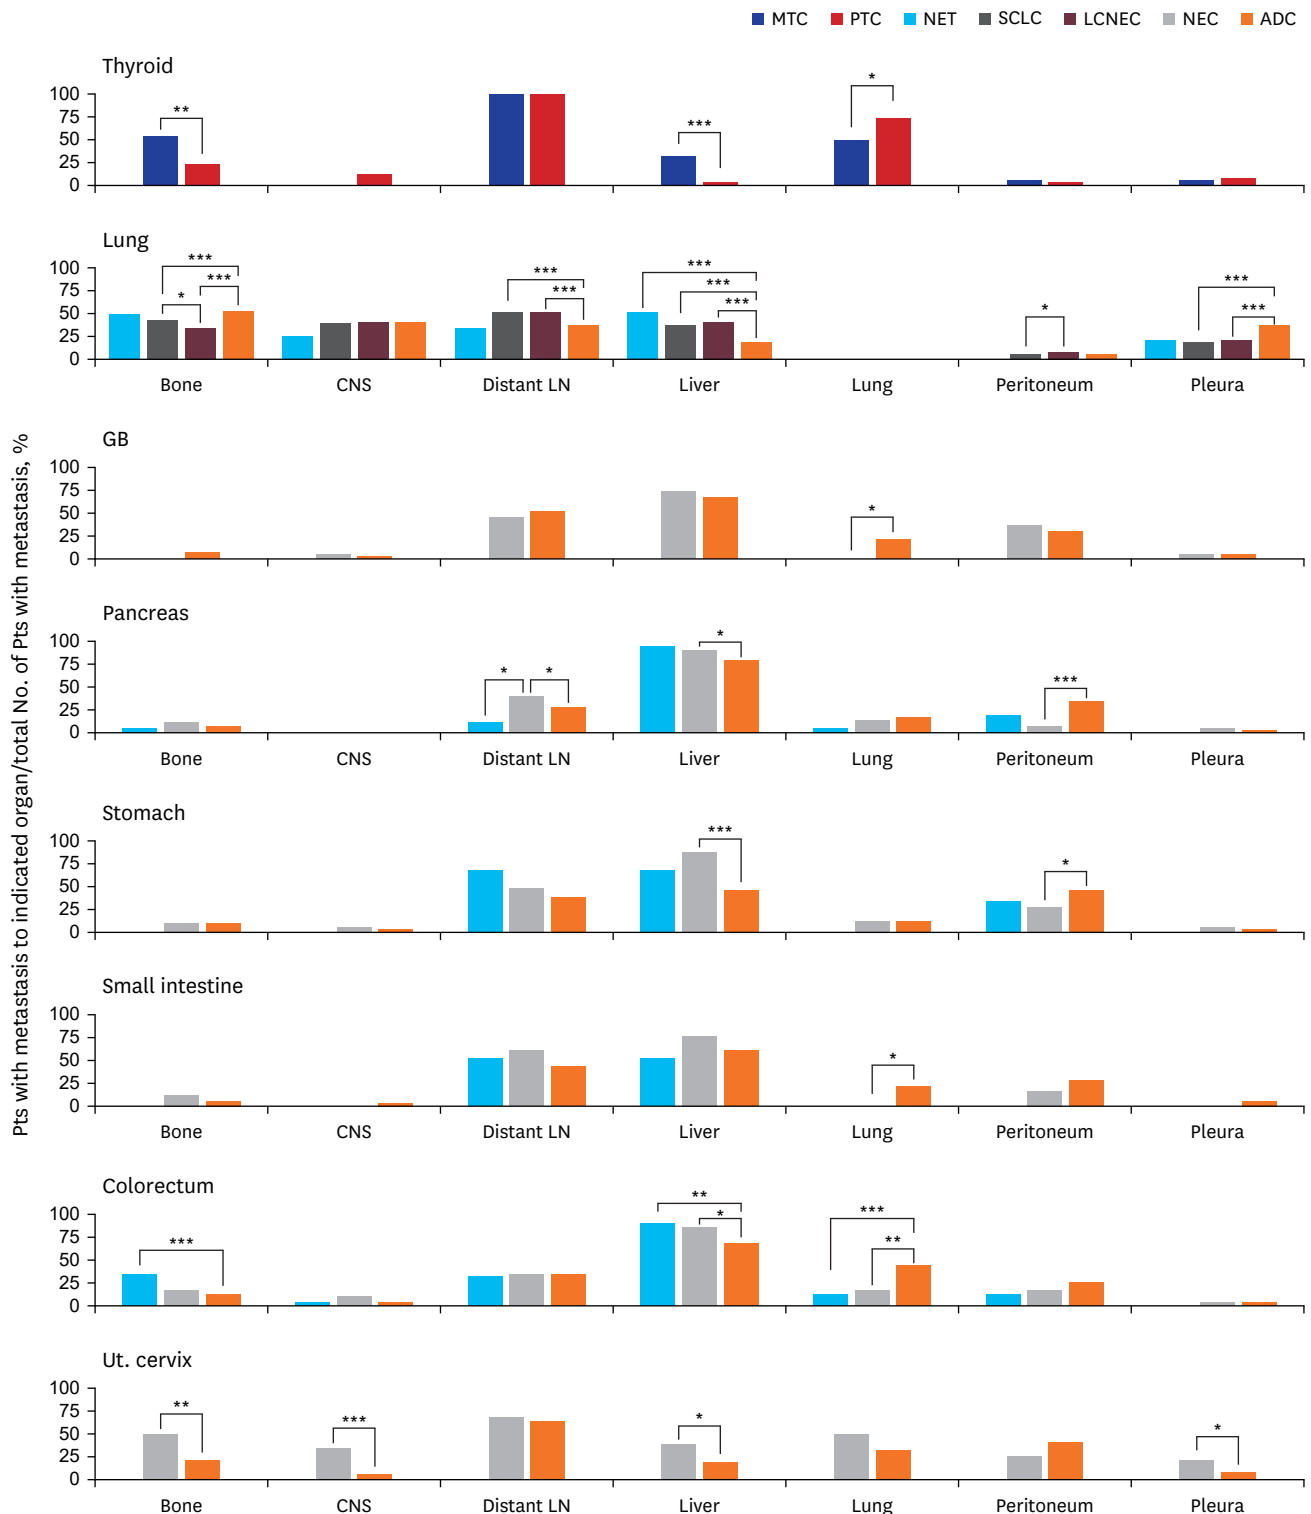 MTC PTC NET SCLC LCNEC NEC ADC
Pts with metastasis to indicated organ/total No. of Pts with metastasis, %
Thyroid
100
75
50
25
0
** *** *
Lung
100
75
50
25
0
*** * *** *** *** *** *** *** * *** ***
Bone CNS Distant LN Liver Lung Peritoneum Pleura
GB
100
75
50
25
0
*
Pancreas
100
75
50
25
0
* * * ***
Bone CNS Distant LN Liver Lung Peritoneum Pleura
Stomach
100
75
50
25
0
*** *
Small intestine
100
75
50
25
0
*
Bone CNS Distant LN Liver Lung Peritoneum Pleura
Colorectum
100
75
50
25
0
*** ** * *** **
Ut. cervix
100
75
50
25
0
** *** * *
Bone CNS Distant LN Liver Lung Peritoneum Pleura